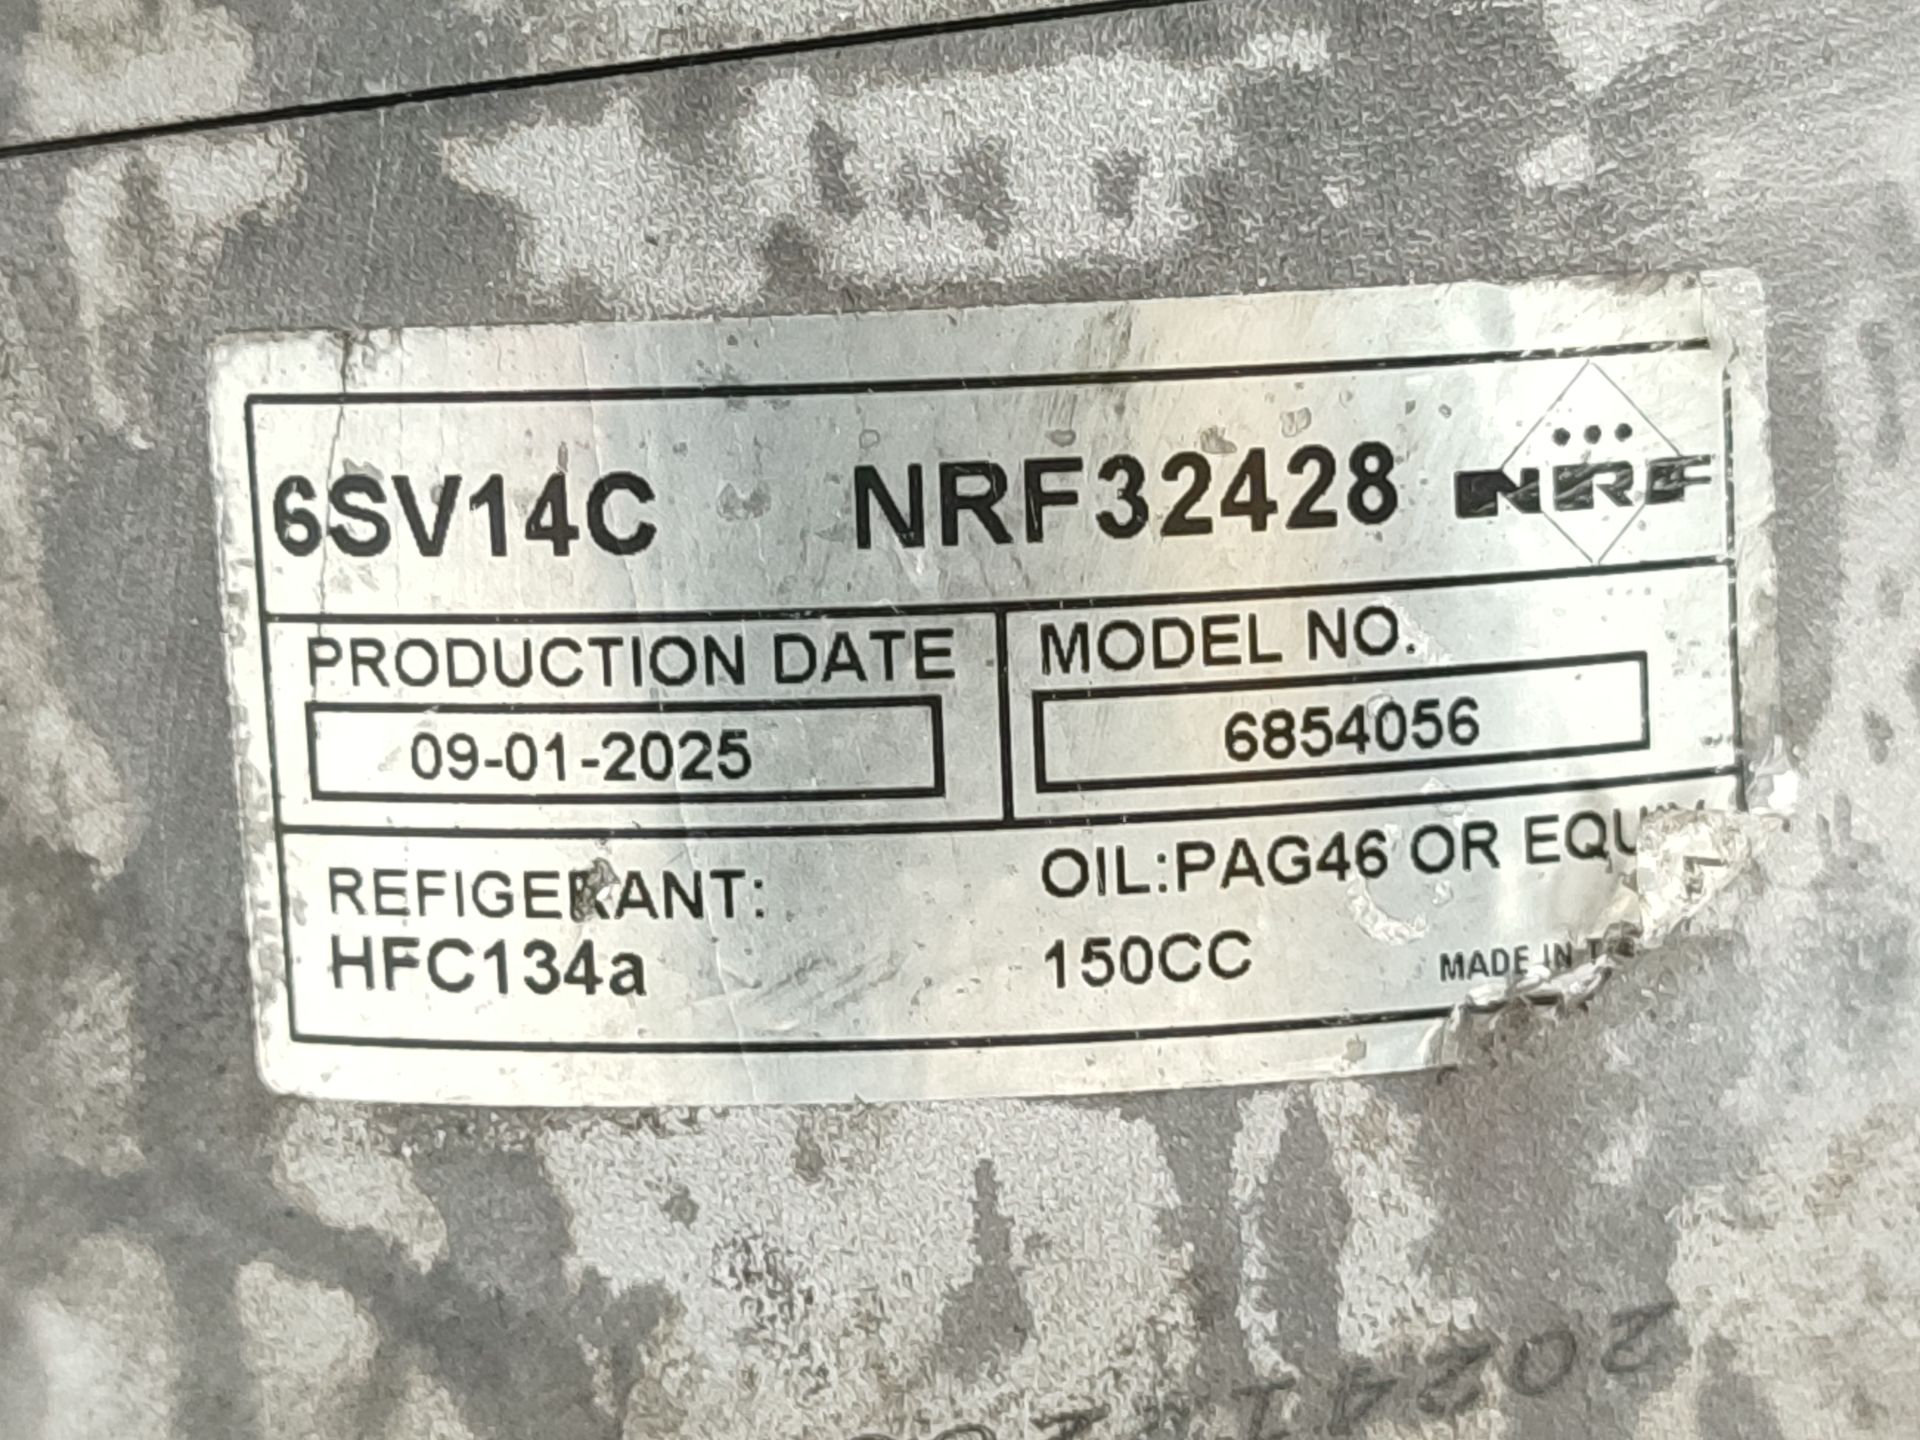 6SV14C NRF32428 NRF
PRODUCTION DATE
09-01-2025
MODEL NO.
6854056
REFIGERANT:
HFC134a
OIL:PAG46 OR
150CC
MADE IN